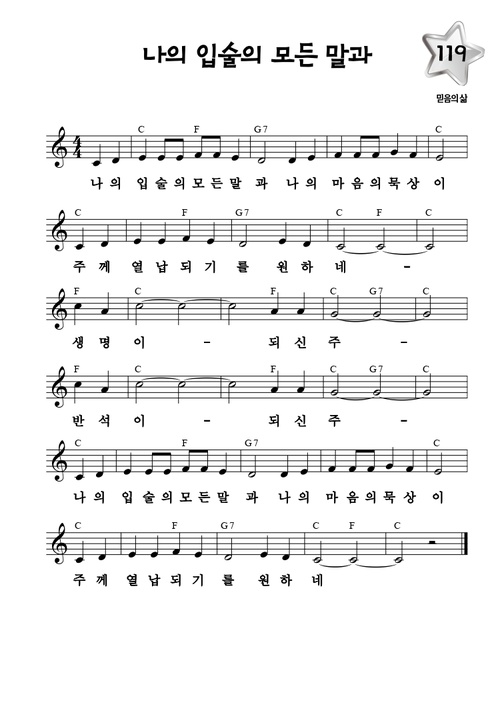 나의 입술의 모든 말과
119
믿음의 삶
C F G7 C
나의 입술의모든말 과 나의 마음의묵상 이
C F G7 C F C
주께 열납되기를 원하네 -
F C F C G7 C
생명이 - 되신주 -
F C F C G7 C
반석이 - 되신주 -
C F G7 C
나의 입술의모든말 과 나의 마음의묵상 이
C F G7 C F C
주께 열납되기를 원하네